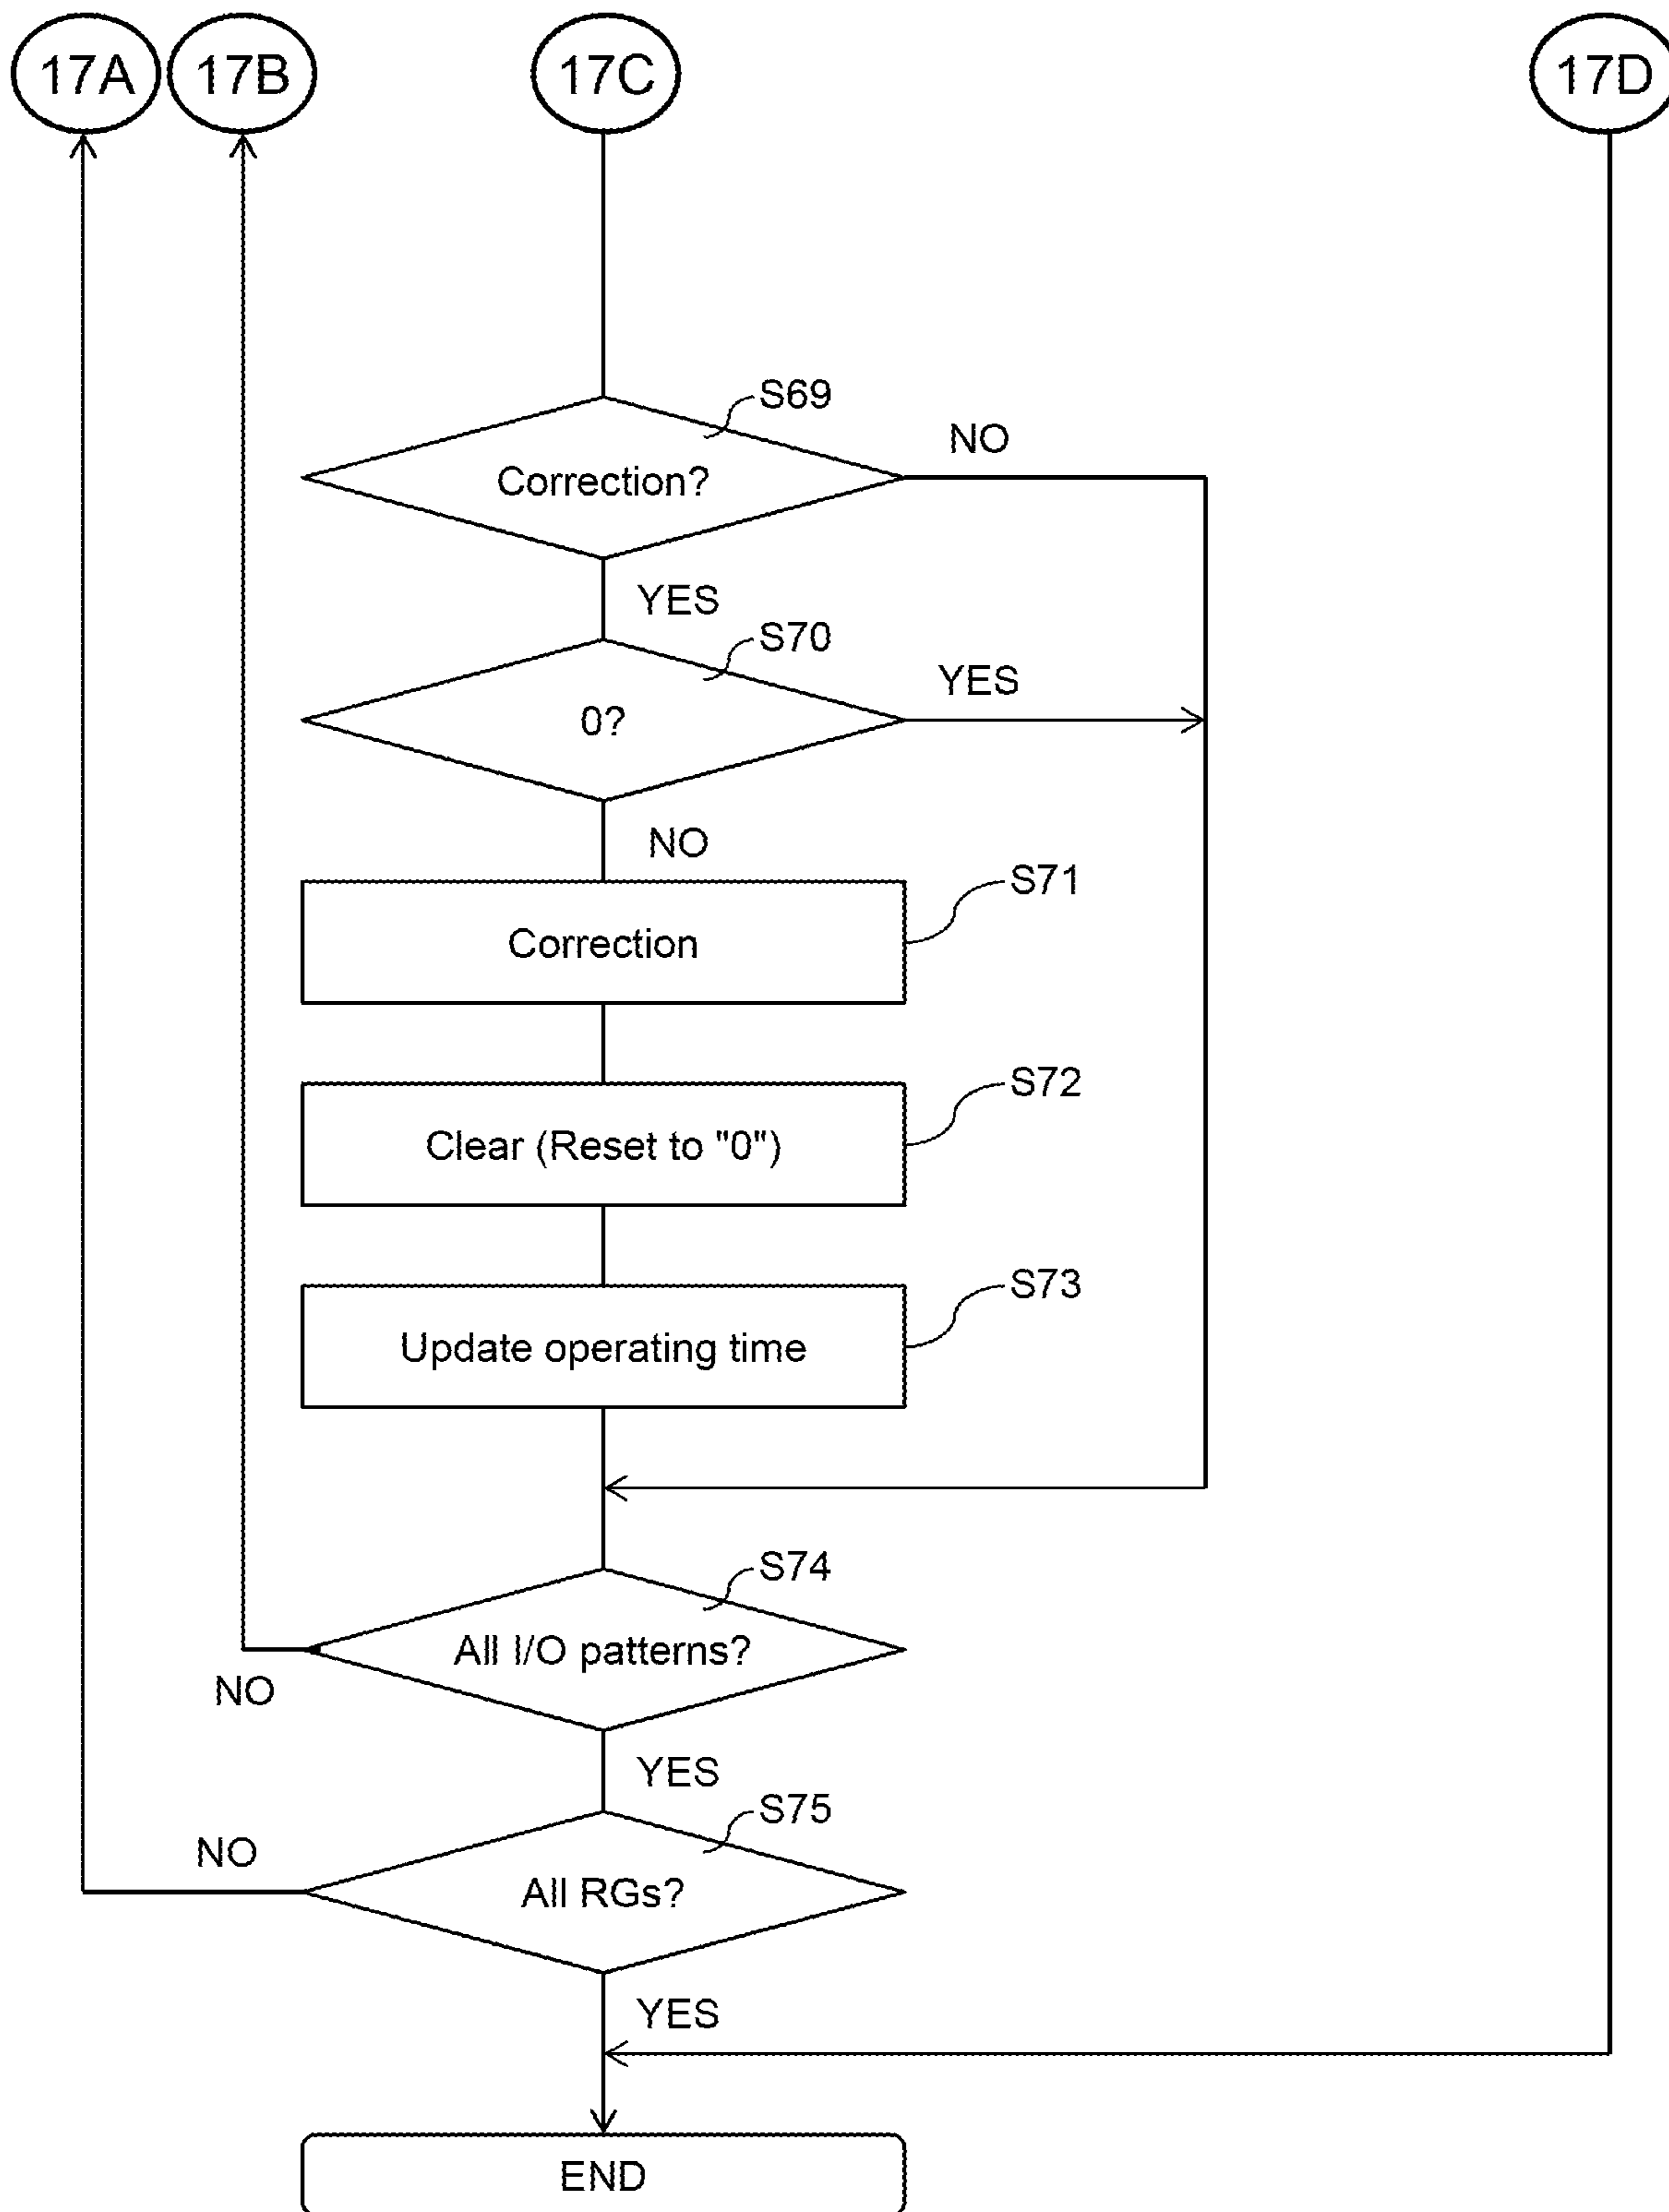 17A
17B
17C
17D
S69
NO
Correction?
YES
S70
YES
0?
NO
S71
Correction
S72
Clear (Reset to "0")
S73
Update operating time
S74
All I/O patterns?
NO
YES
S75
NO
All RGs?
YES
END